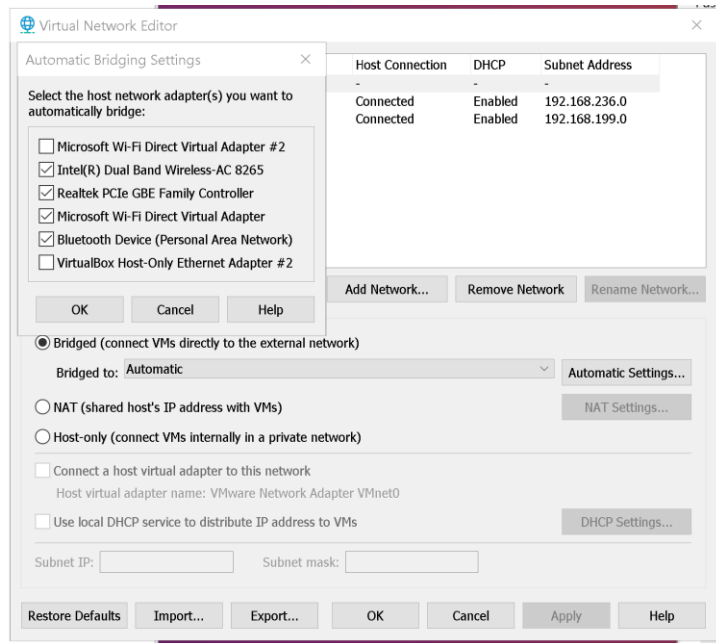 Virtual Network Editor
Automatic Bridging Settings
Select the host network adapter(s) you want to
automatically bridge:
Microsoft Wi-Fi Direct Virtual Adapter #2
Intel(R) Dual Band Wireless-AC 8265
Realtek PCIe GBE Family Controller
Microsoft Wi-Fi Direct Virtual Adapter
Bluetooth Device (Personal Area Network)
VirtualBox Host-Only Ethernet Adapter #2
OK Cancel Help
Host Connection DHCP Subnet Address
- - -
Connected Enabled 192.168.236.0
Connected Enabled 192.168.199.0
Add Network... Remove Network Rename Network...
Bridged (connect VMs directly to the external network)
Bridged to: Automatic Automatic Settings...
NAT (shared host's IP address with VMs) NAT Settings...
Host-only (connect VMs internally in a private network)
Connect a host virtual adapter to this network
Host virtual adapter name: VMware Network Adapter VMnet0
Use local DHCP service to distribute IP address to VMs DHCP Settings...
Subnet IP: Subnet mask:
Restore Defaults Import... Export... OK Cancel Apply Help